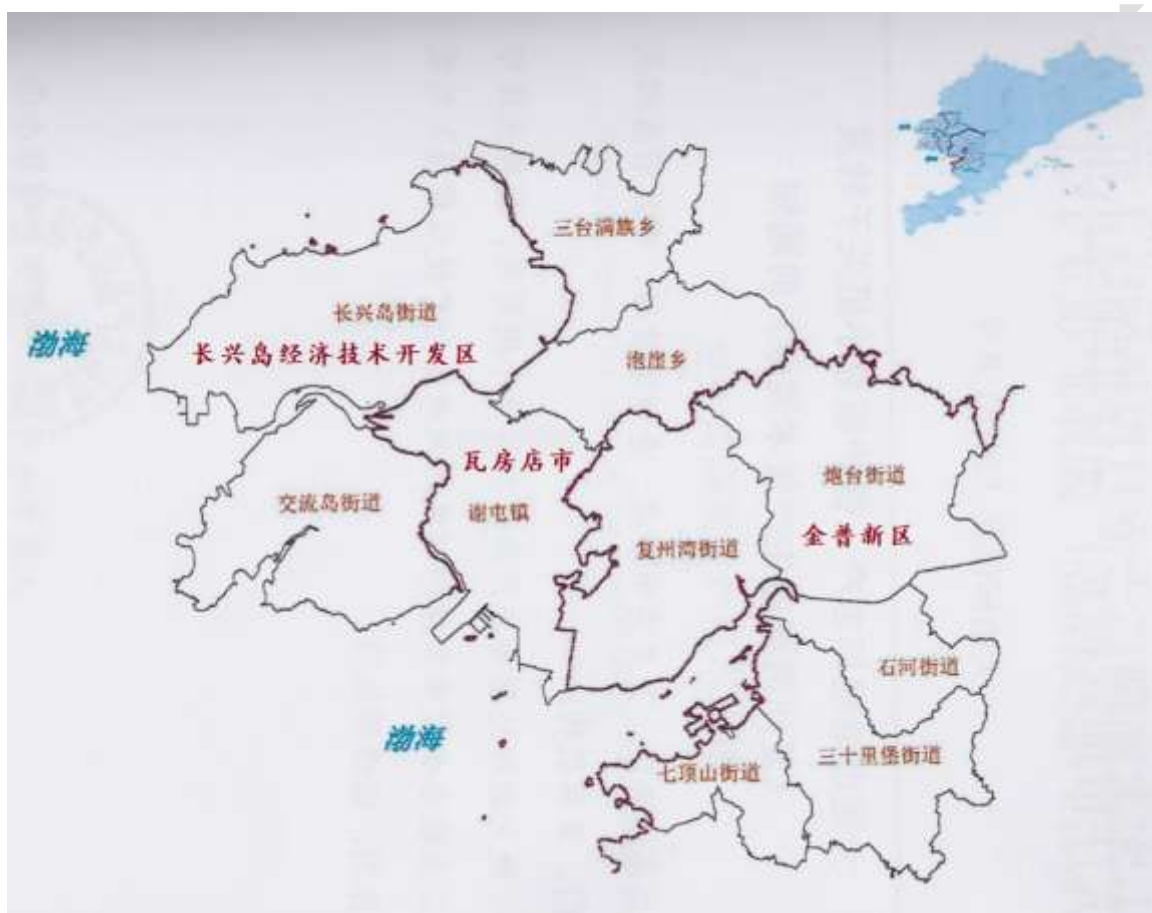 三台满族乡
长兴岛街道
渤海
长兴岛经济技术开发区
泡崖乡
瓦房店市
炮台街道
交流岛街道
谢屯镇
金普新区
复州湾街道
石河街道
渤海
三十里堡街道
七顶山街道